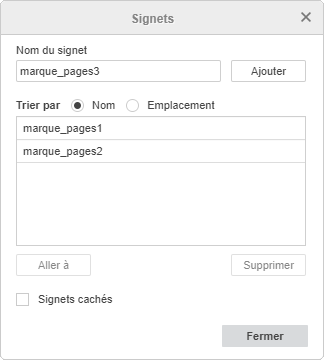 Signets
Nom du signet
marque_pages3
Ajouter
Trier par Nom Emplacement
marque_pages1
marque_pages2
Aller à
Supprimer
Signets cachés
Fermer